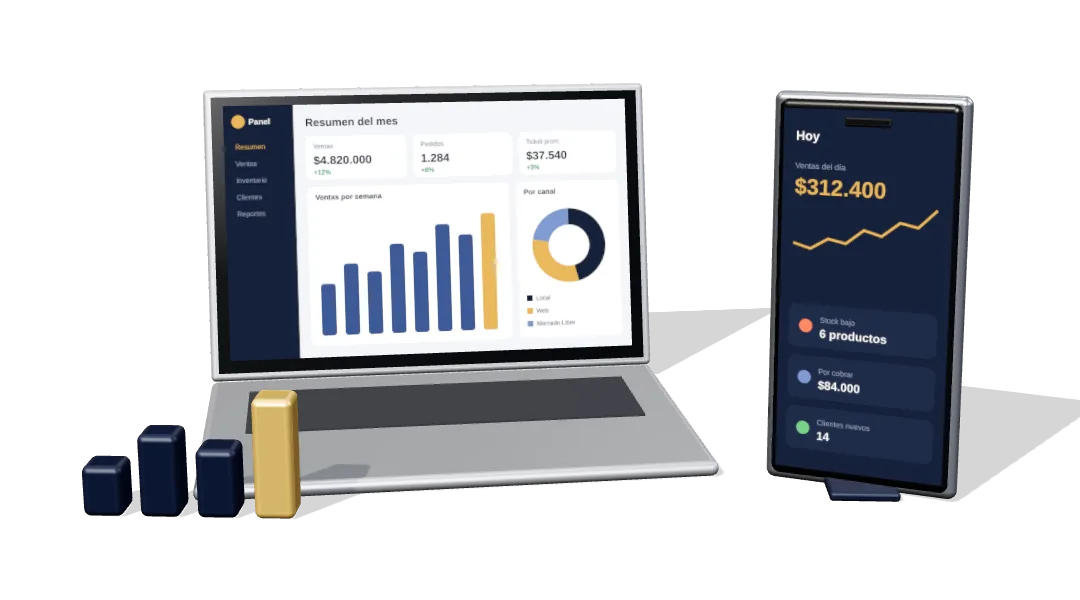 Panel
Resumen
Ventas
Inventario
Clientes
Reportes
Resumen del mes
Ventas
$4.820.000
+12%
Pedidos
1.284
+8%
Ticket prom.
$37.540
+3%
Ventas por semana
Por canal
Local
Web
Mercado Libre
Hoy
Ventas del día
$312.400
Stock bajo
6 productos
Por cobrar
$84.000
Clientes nuevos
14